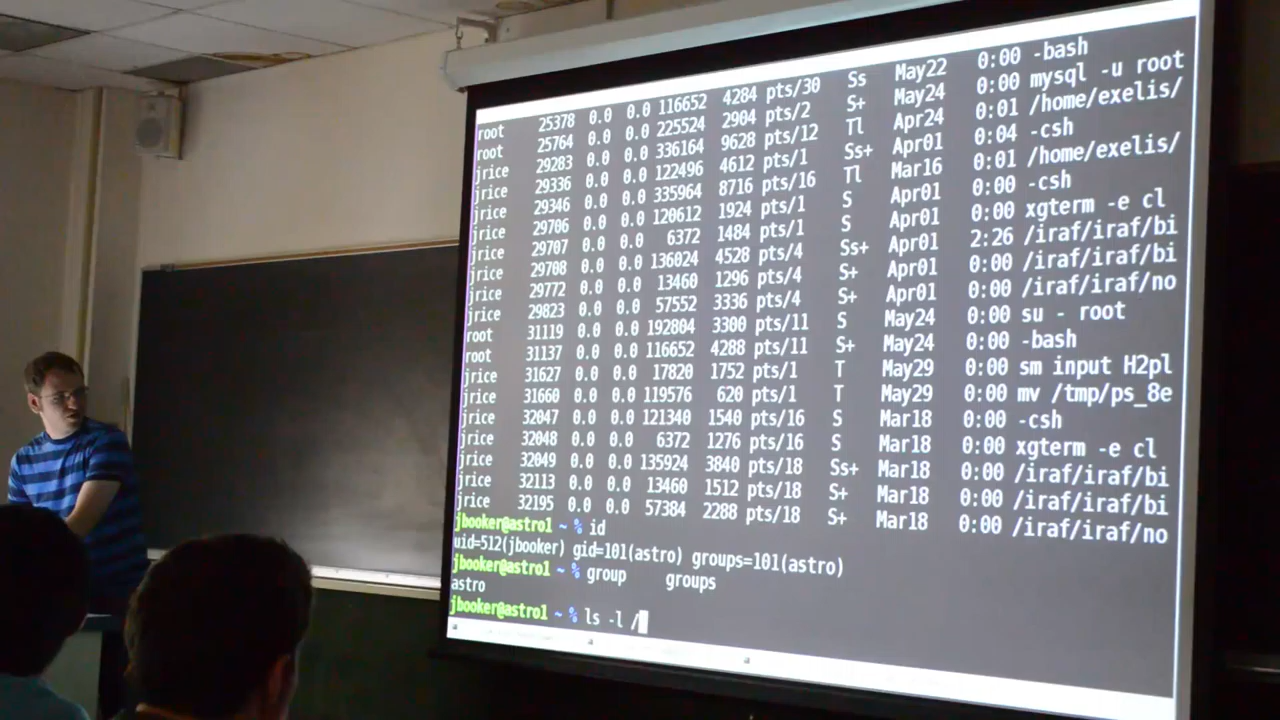 root 25378 0.0 0.0 116652 4284 pts/30 Ss May22 0:00 -bash
root 25764 0.0 0.0 225524 2904 pts/2 S+ May24 0:00 mysql -u root
jrice 29283 0.0 0.0 336164 9628 pts/12 Tl Apr24 0:01 /home/exelis/
jrice 29336 0.0 0.0 122496 4612 pts/1 Ss+ Apr01 0:04 -csh
jrice 29346 0.0 0.0 335964 8716 pts/16 Tl Mar16 0:01 /home/exelis/
jrice 29706 0.0 0.0 120612 1924 pts/1 S Apr01 0:00 -csh
jrice 29707 0.0 0.0 6372 1484 pts/1 S Apr01 0:00 xgterm -e cl
jrice 29708 0.0 0.0 136024 4528 pts/4 Ss+ Apr01 2:26 /iraf/iraf/bi
jrice 29772 0.0 0.0 13460 1296 pts/4 S+ Apr01 0:00 /iraf/iraf/bi
jrice 29823 0.0 0.0 57552 3336 pts/4 S+ Apr01 0:00 /iraf/iraf/no
root 31119 0.0 0.0 192804 3300 pts/11 S May24 0:00 su - root
root 31137 0.0 0.0 116652 4288 pts/11 S+ May24 0:00 -bash
jrice 31627 0.0 0.0 17820 1752 pts/1 T May29 0:00 sm input H2pl
jrice 31660 0.0 0.0 119576 620 pts/1 T May29 0:00 mv /tmp/ps_8e
jrice 32047 0.0 0.0 121340 1540 pts/16 S Mar18 0:00 -csh
jrice 32048 0.0 0.0 6372 1276 pts/16 S Mar18 0:00 xgterm -e cl
jrice 32049 0.0 0.0 135924 3840 pts/18 Ss+ Mar18 0:00 /iraf/iraf/bi
jrice 32113 0.0 0.0 13460 1512 pts/18 S+ Mar18 0:00 /iraf/iraf/bi
jrice 32195 0.0 0.0 57384 2288 pts/18 S+ Mar18 0:00 /iraf/iraf/no
jbooker@astro1 ~ % id
uid=512(jbooker) gid=101(astro) groups=101(astro)
jbooker@astro1 ~ % group groups
astro
jbooker@astro1 ~ % ls -l /